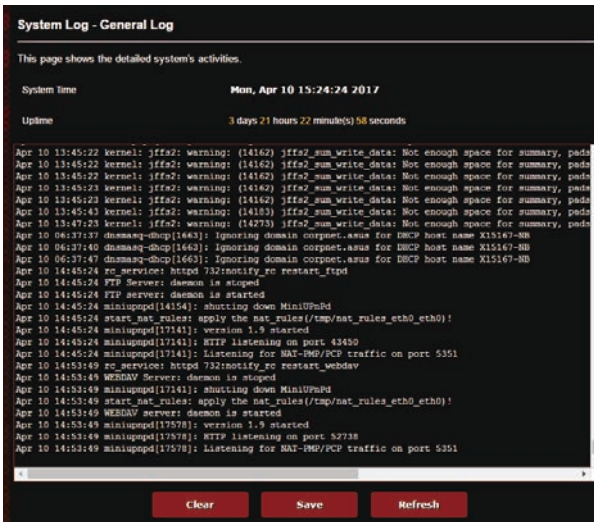 System Log - General Log
This page shows the detailed system's activities.
System Time Mon, Apr 10 15:24:24 2017
Uptime 3 days 21 hours 22 minute(s) 58 seconds
Apr 10 13:45:22 kernel: jffs2: warning: (14162) jffs2_sum_write_data: Not enough space for summary, pads
Apr 10 13:45:22 kernel: jffs2: warning: (14162) jffs2_sum_write_data: Not enough space for summary, pads
Apr 10 13:45:22 kernel: jffs2: warning: (14162) jffs2_sum_write_data: Not enough space for summary, pads
Apr 10 13:45:23 kernel: jffs2: warning: (14162) jffs2_sum_write_data: Not enough space for summary, pads
Apr 10 13:45:23 kernel: jffs2: warning: (14162) jffs2_sum_write_data: Not enough space for summary, pads
Apr 10 13:45:43 kernel: jffs2: warning: (14183) jffs2_sum_write_data: Not enough space for summary, pads
Apr 10 13:47:23 kernel: jffs2: warning: (14273) jffs2_sum_write_data: Not enough space for summary, pads
Apr 10 06:37:37 dnsmasq-dhcp[1663]: Ignoring domain corpnet.asus for DHCP host name X15167-NB
Apr 10 06:37:40 dnsmasq-dhcp[1663]: Ignoring domain corpnet.asus for DHCP host name X15167-NB
Apr 10 06:37:47 dnsmasq-dhcp[1663]: Ignoring domain corpnet.asus for DHCP host name X15167-NB
Apr 10 14:45:24 rc_service: httpd 732:notify_rc restart_ftpd
Apr 10 14:45:24 FTP Server: daemon is stoped
Apr 10 14:45:24 FTP Server: daemon is started
Apr 10 14:45:24 miniupnpd[14154]: shutting down MiniUPnPd
Apr 10 14:45:24 start_nat_rules: apply the nat_rules(/tmp/nat_rules_eth0_eth0)!
Apr 10 14:45:24 miniupnpd[17141]: version 1.9 started
Apr 10 14:45:24 miniupnpd[17141]: HTTP listening on port 43450
Apr 10 14:45:24 miniupnpd[17141]: Listening for NAT-PMP/PCP traffic on port 5351
Apr 10 14:53:49 rc_service: httpd 732:notify_rc restart_webdav
Apr 10 14:53:49 WEBDAV Server: daemon is stoped
Apr 10 14:53:49 miniupnpd[17141]: shutting down MiniUPnPd
Apr 10 14:53:49 start_nat_rules: apply the nat_rules(/tmp/nat_rules_eth0_eth0)!
Apr 10 14:53:49 WEBDAV server: daemon is started
Apr 10 14:53:49 miniupnpd[17578]: version 1.9 started
Apr 10 14:53:49 miniupnpd[17578]: HTTP listening on port 52738
Apr 10 14:53:49 miniupnpd[17578]: Listening for NAT-PMP/PCP traffic on port 5351
Clear Save Refresh